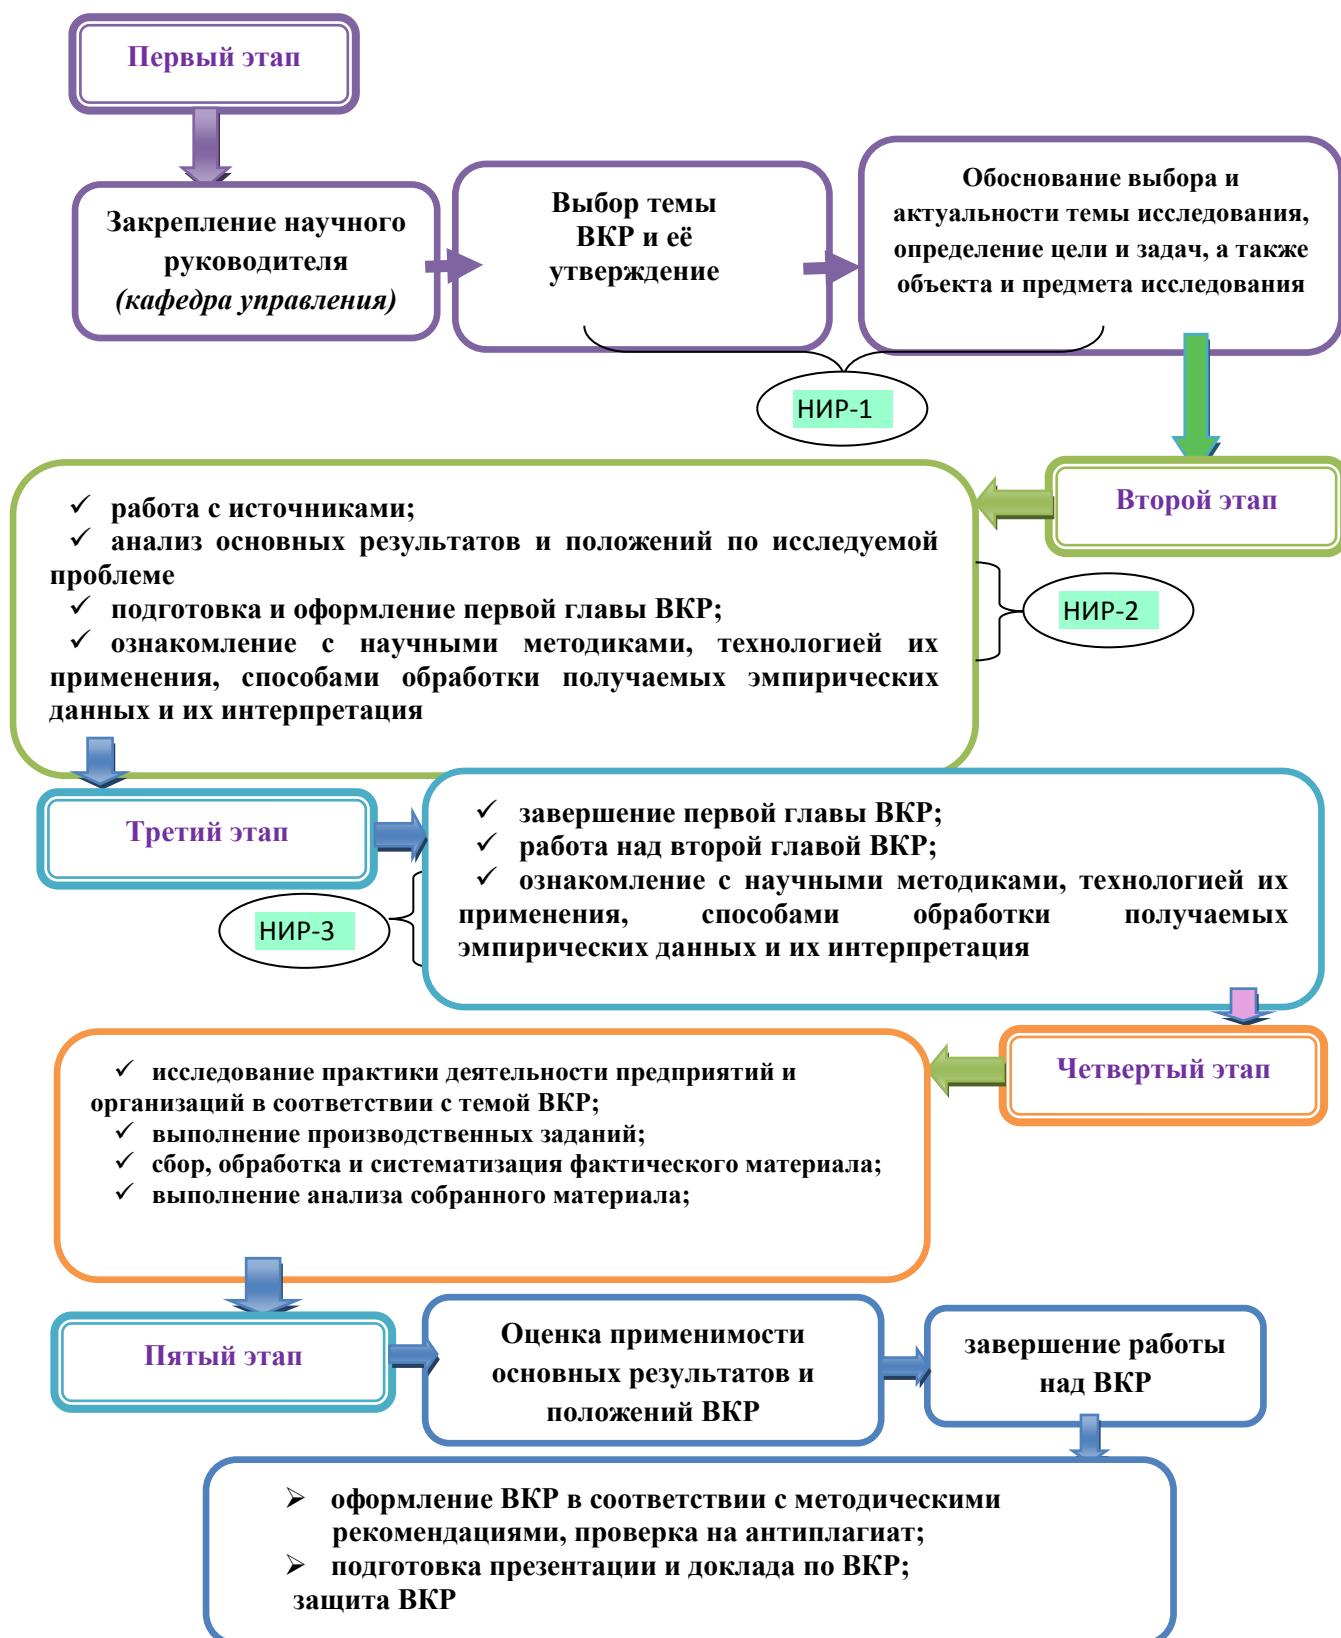 Первый этап
Закрепление научного
руководителя
(кафедра управления)
Выбор темы
ВКР и её
утверждение
Обоснование выбора и
актуальности темы исследования,
определение цели и задач, а также
объекта и предмета исследования
НИР-1
Второй этап
✓ работа с источниками;
✓ анализ основных результатов и положений по исследуемой
проблеме
✓ подготовка и оформление первой главы ВКР;
✓ ознакомление с научными методиками, технологией их
применения, способами обработки получаемых эмпирических
данных и их интерпретация
НИР-2
Третий этап
✓ завершение первой главы ВКР;
✓ работа над второй главой ВКР;
✓ ознакомление с научными методиками, технологией их
применения, способами обработки получаемых
эмпирических данных и их интерпретация
НИР-3
Четвертый этап
✓ исследование практики деятельности предприятий и
организаций в соответствии с темой ВКР;
✓ выполнение производственных заданий;
✓ сбор, обработка и систематизация фактического материала;
✓ выполнение анализа собранного материала;
Пятый этап
Оценка применимости
основных результатов и
положений ВКР
завершение работы
над ВКР
➢ оформление ВКР в соответствии с методическими
рекомендациями, проверка на антиплагиат;
➢ подготовка презентации и доклада по ВКР;
защита ВКР